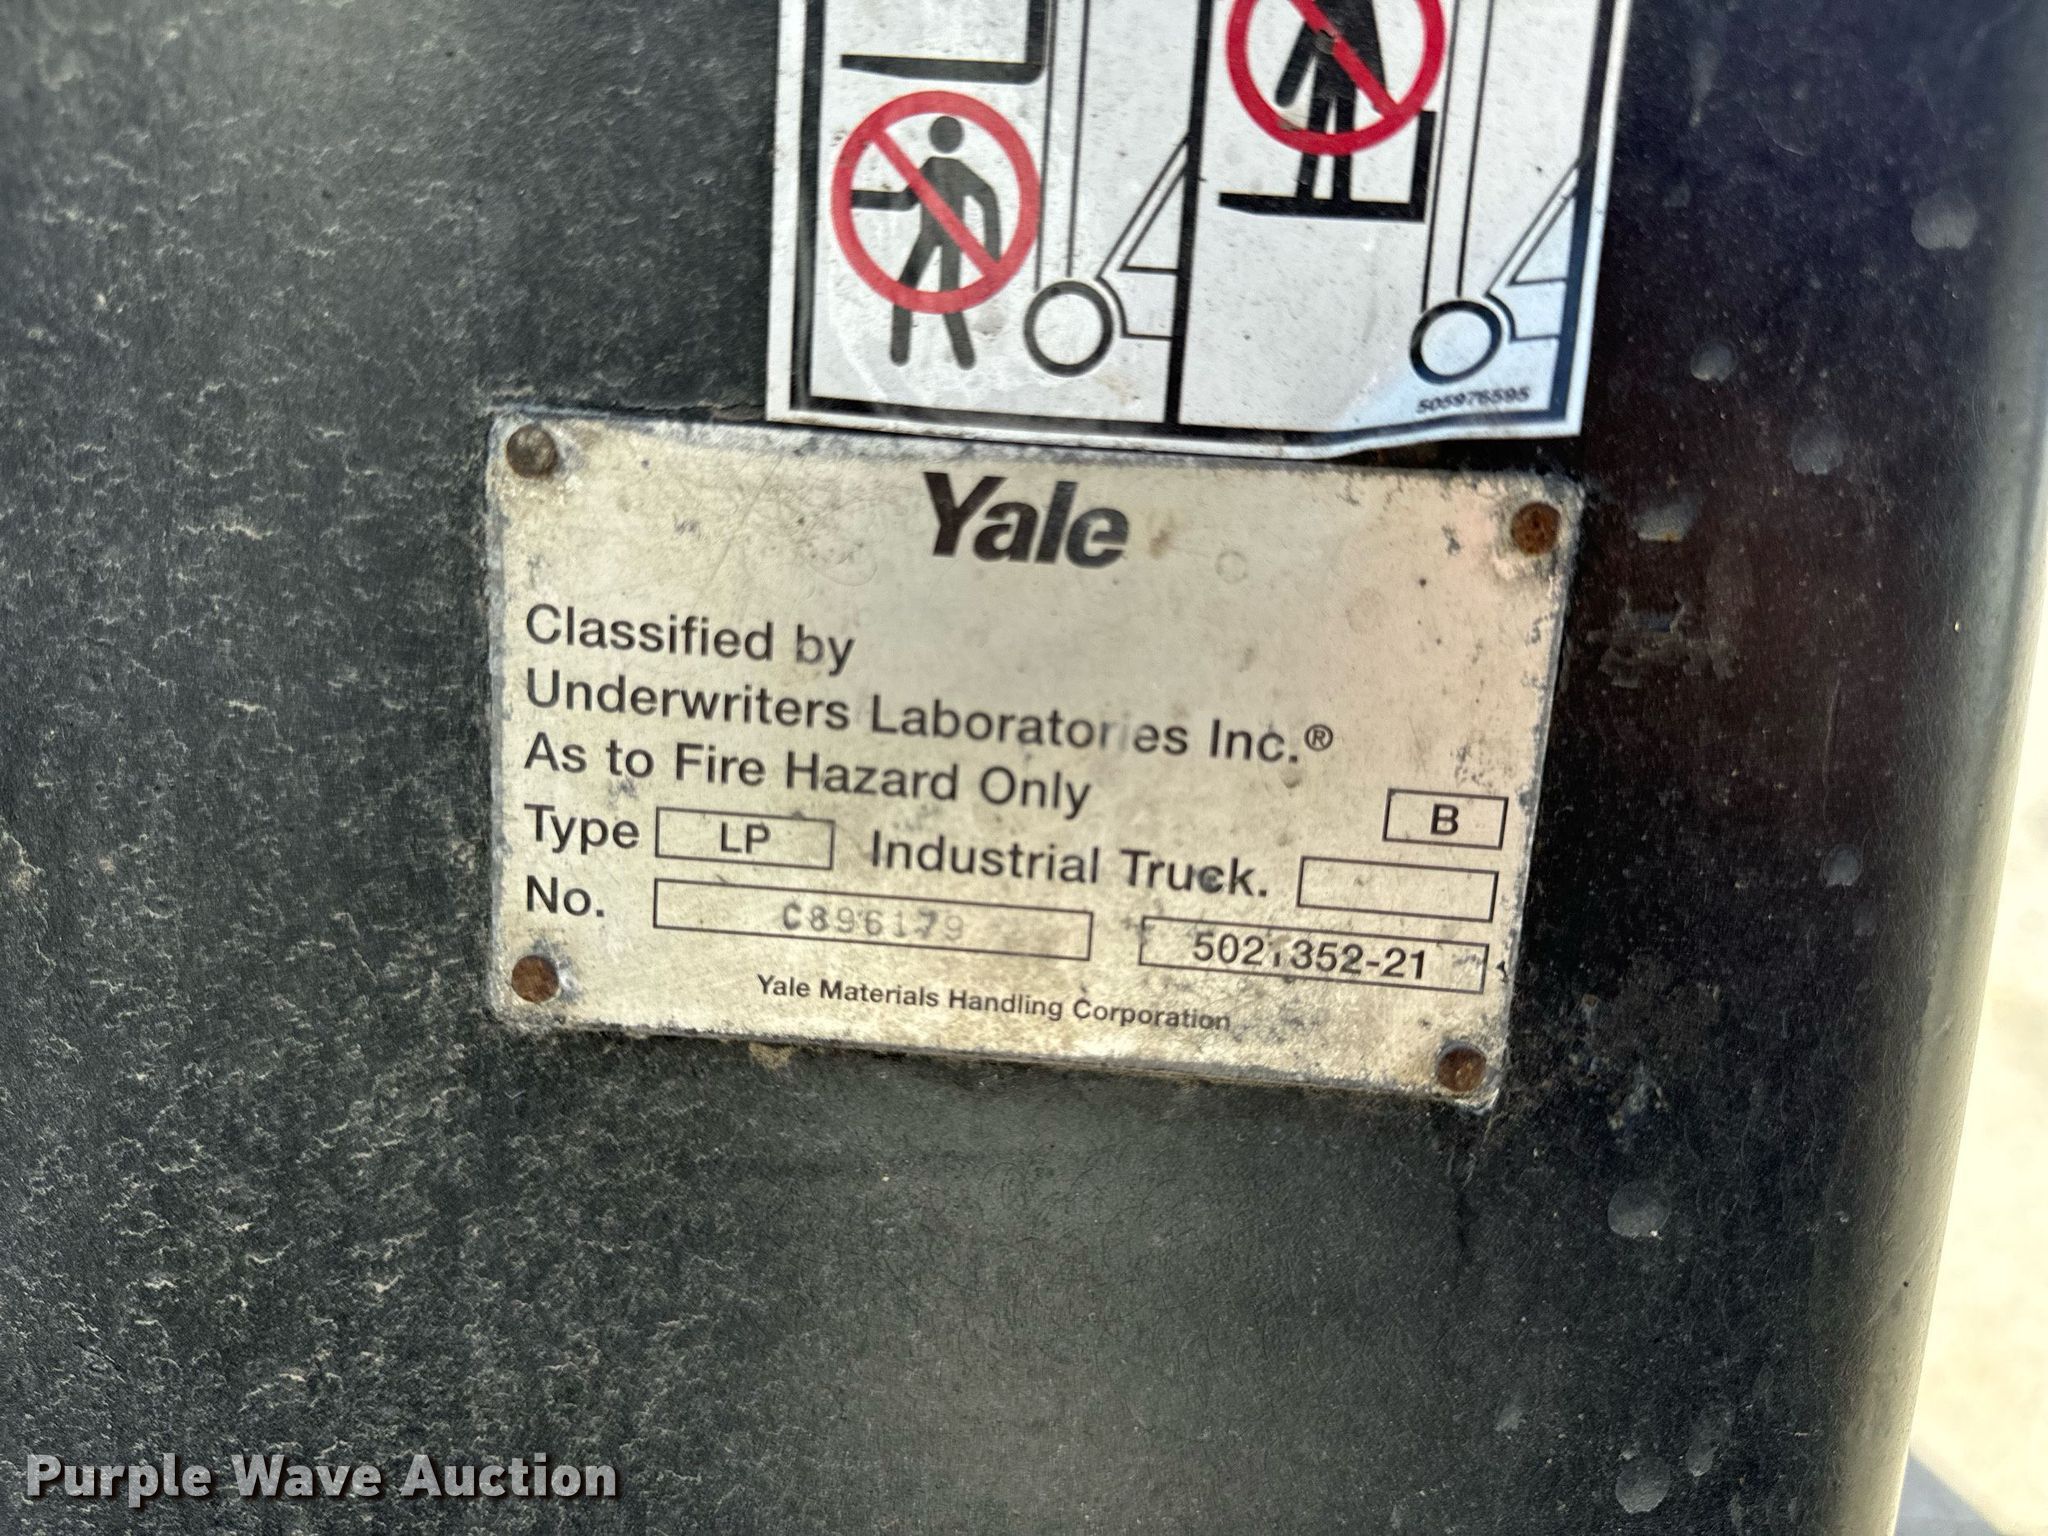 505976595
Yale
Classified by
Underwriters Laboratories Inc.®
As to Fire Hazard Only
B
Type LP Industrial Truck.
No. C896179 5021352-21
Yale Materials Handling Corporation
Purple Wave Auction